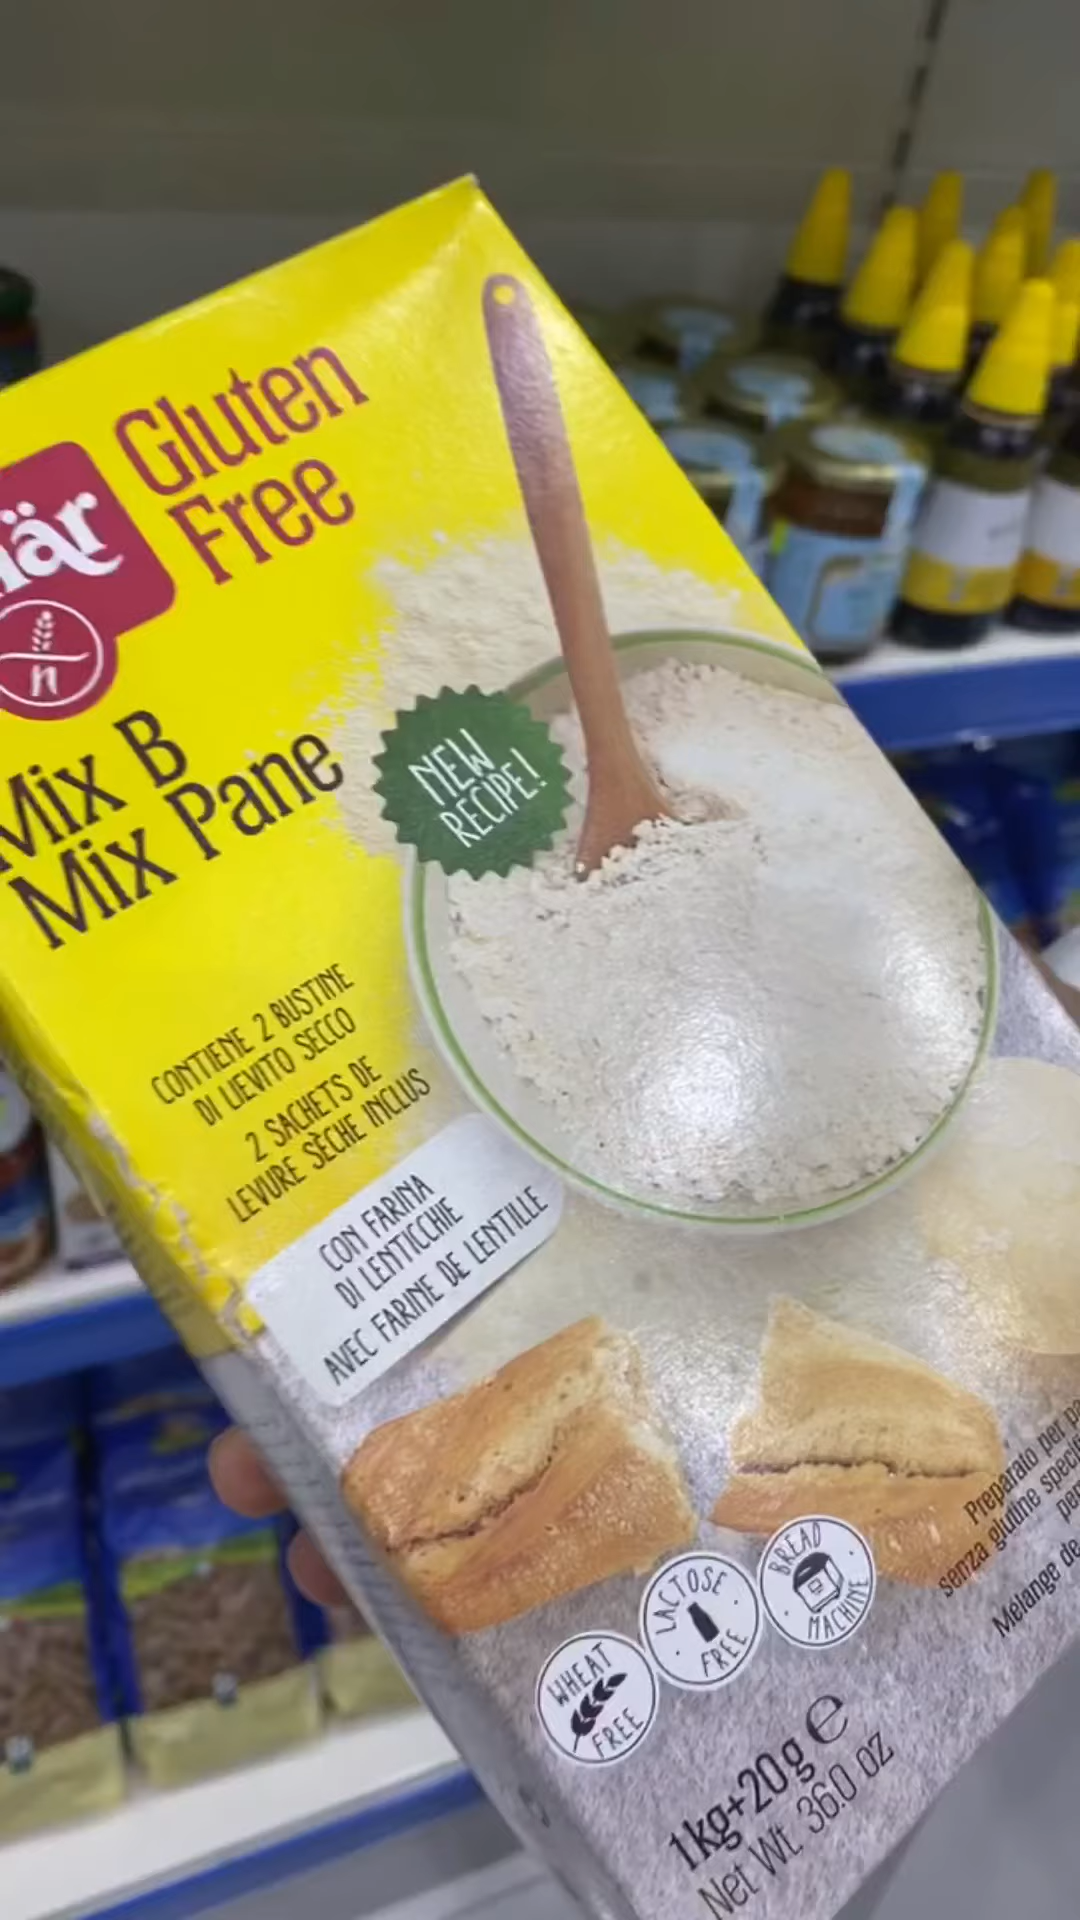 Gluten
Free
Mix B
Mix Pane
NEW
RECIPE!
CONTIENE 2 BUSTINE
DI LIEVITO SECCO
2 SACHETS DE
LEVURE SÈCHE INCLUS
CON FARINA
DI LENTICCHIE
AVEC FARINE DE LENTILLE
Preparato per
senza glutine
Mélange de
WHEAT
FREE
LACTOSE
FREE
BREAD
MACHINE
1kg+20g e
Net Wt. 36.0 oz